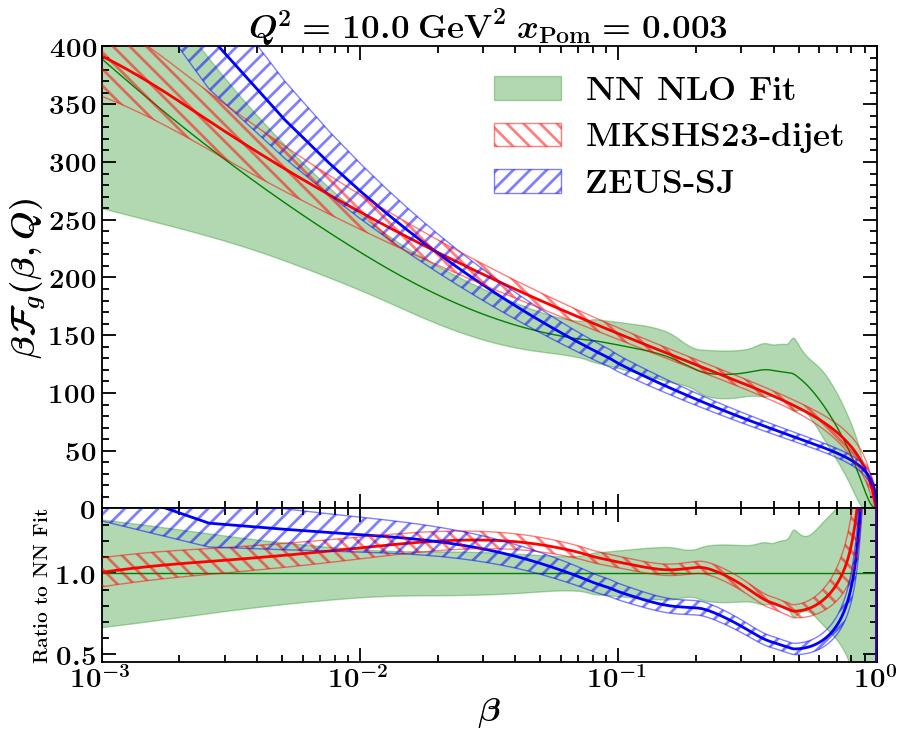 Q² = 10.0 GeV² x_Pom = 0.003
400
350
300
250
200
150
100
50
0
βF_g(β, Q)
NN NLO Fit
MKSHS23-dijet
ZEUS-SJ
1.0
0.5
Ratio to NN Fit
10⁻³ 10⁻² 10⁻¹ 10⁰
β